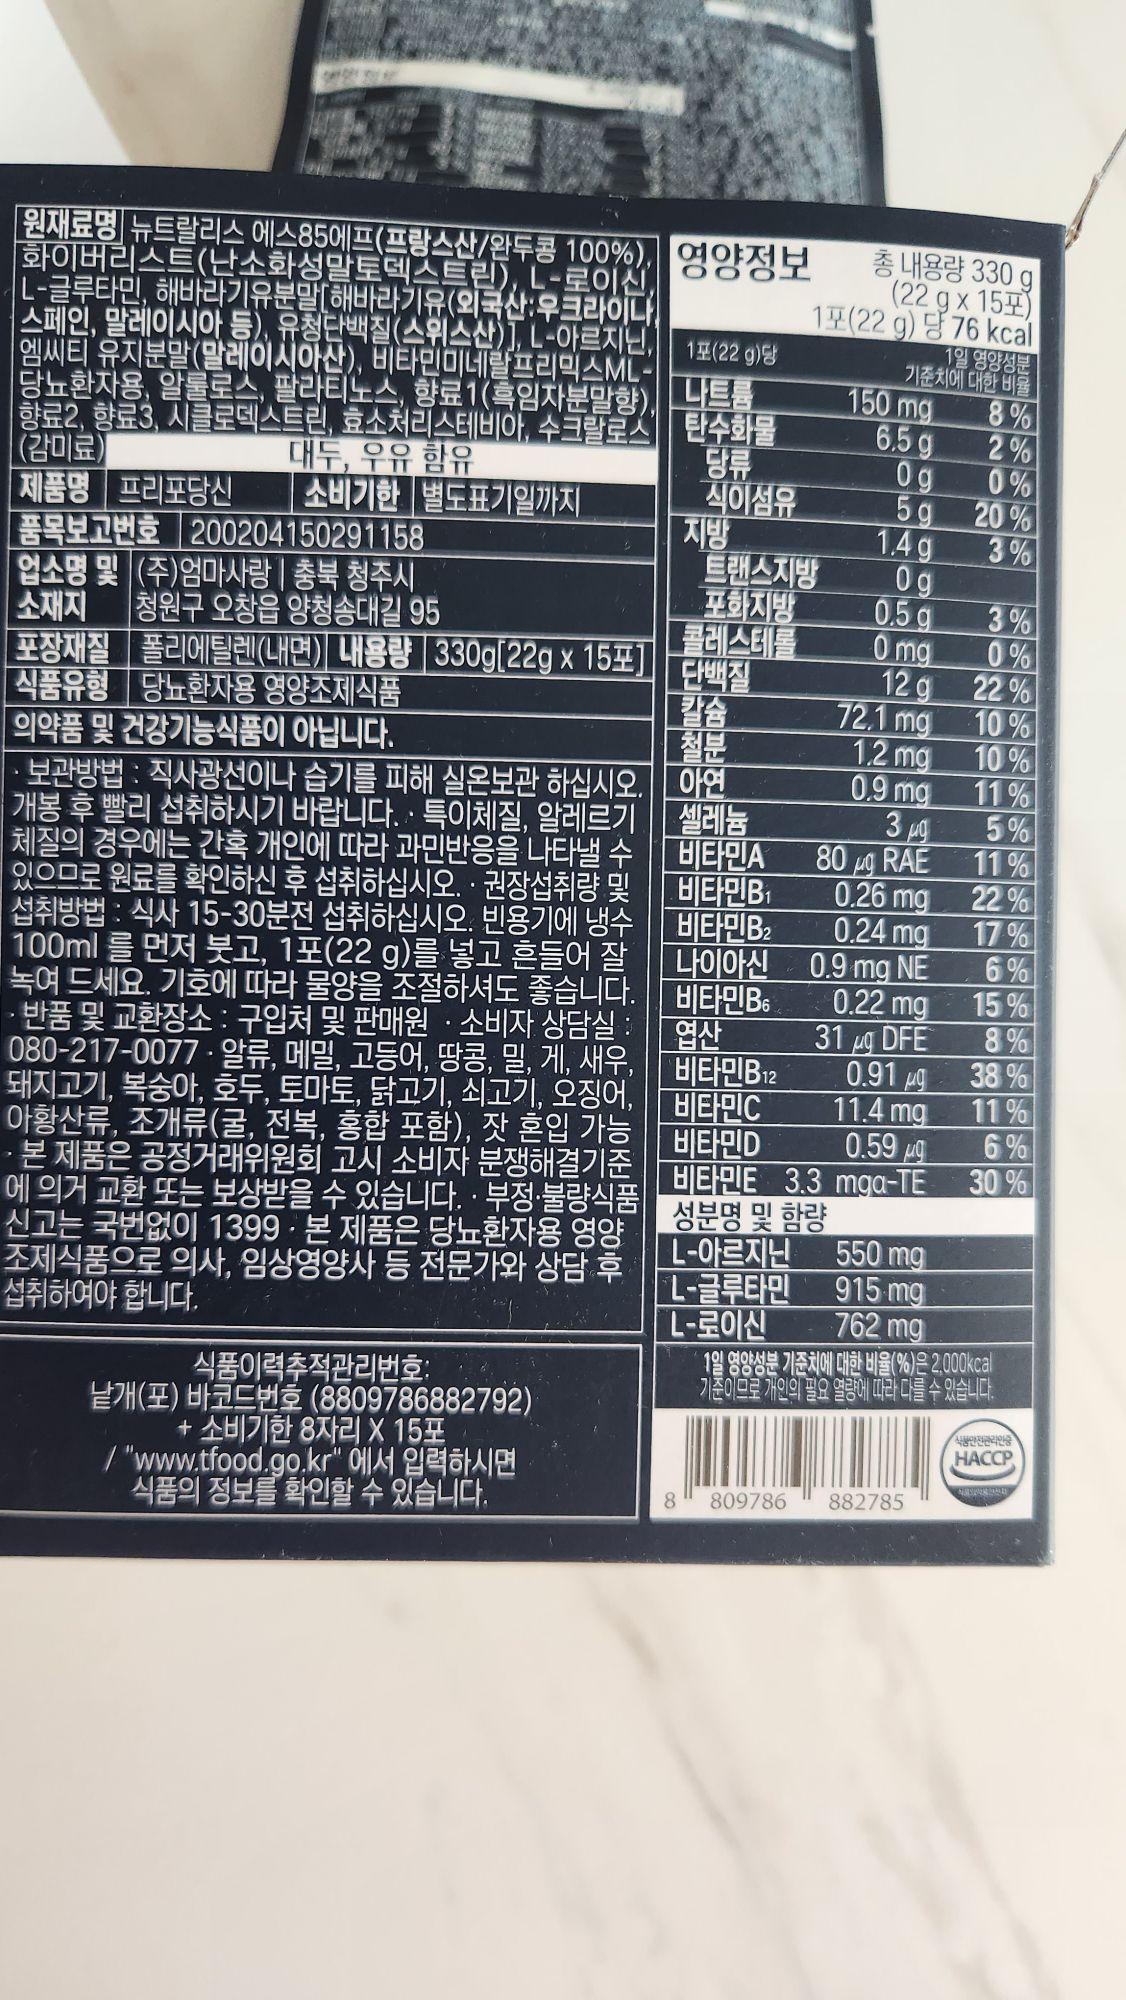 원재료명 뉴트랄리스 에스85에프(프랑스산/완두콩 100%),
화이버리스트(난소화성말토덱스트린), L-로이신,
L-글루타민, 해바라기유분말[해바라기유(외국산:우크라이나,
스페인, 말레이시아 등), 유청단백질(스위스산)], L-아르지닌,
엠씨티 유지분말(말레이시아산), 비타민미네랄프리믹스ML-
당뇨환자용, 알룰로스, 팔라티노스, 향료1(흑임자분말향),
향료2, 향료3, 시클로덱스트린, 효소처리스테비아, 수크랄로스
(감미료) 대두, 우유 함유
제품명 프리포당신 소비기한 별도표기일까지
품목보고번호 200204150291158
업소명 및 (주)엄마사랑 | 충북 청주시
소재지 청원구 오창읍 양청송대길 95
포장재질 폴리에틸렌(내면) 내용량 330g[22g x 15포]
식품유형 당뇨환자용 영양조제식품
의약품 및 건강기능식품이 아닙니다.
· 보관방법 : 직사광선이나 습기를 피해 실온보관 하십시오.
개봉 후 빨리 섭취하시기 바랍니다. · 특이체질, 알레르기
체질의 경우에는 간혹 개인에 따라 과민반응을 나타낼 수
있으므로 원료를 확인하신 후 섭취하십시오. · 권장섭취량 및
섭취방법 : 식사 15-30분전 섭취하십시오. 빈용기에 냉수
100ml 를 먼저 붓고, 1포(22 g)를 넣고 흔들어 잘
녹여 드세요. 기호에 따라 물양을 조절하셔도 좋습니다.
· 반품 및 교환장소 : 구입처 및 판매원 · 소비자 상담실 :
080-217-0077 · 알류, 메밀, 고등어, 땅콩, 밀, 게, 새우,
돼지고기, 복숭아, 호두, 토마토, 닭고기, 쇠고기, 오징어,
아황산류, 조개류(굴, 전복, 홍합 포함), 잣 혼입 가능
· 본 제품은 공정거래위원회 고시 소비자 분쟁해결기준
에 의거 교환 또는 보상받을 수 있습니다. · 부정·불량식품
신고는 국번없이 1399 · 본 제품은 당뇨환자용 영양
조제식품으로 의사, 임상영양사 등 전문가와 상담 후
섭취하여야 합니다.
식품이력추적관리번호:
낱개(포) 바코드번호 (8809786882792)
+ 소비기한 8자리 X 15포
/ "www.tfood.go.kr" 에서 입력하시면
식품의 정보를 확인할 수 있습니다.
영양정보 총 내용량 330 g
(22 g x 15포)
1포(22 g) 당 76 kcal
1포(22 g)당 1일 영양성분
기준치에 대한 비율
나트륨 150 mg 8 %
탄수화물 6.5 g 2 %
당류 0 g 0 %
식이섬유 5 g 20 %
지방 1.4 g 3 %
트랜스지방 0 g
포화지방 0.5 g 3 %
콜레스테롤 0 mg 0 %
단백질 12 g 22 %
칼슘 72.1 mg 10 %
철분 1.2 mg 10 %
아연 0.9 mg 11 %
셀레늄 3 μg 5 %
비타민A 80 μg RAE 11 %
비타민B1 0.26 mg 22 %
비타민B2 0.24 mg 17 %
나이아신 0.9 mg NE 6 %
비타민B6 0.22 mg 15 %
엽산 31 μg DFE 8 %
비타민B12 0.91 μg 38 %
비타민C 11.4 mg 11 %
비타민D 0.59 μg 6 %
비타민E 3.3 mgα-TE 30 %
성분명 및 함량
L-아르지닌 550 mg
L-글루타민 915 mg
L-로이신 762 mg
1일 영양성분 기준치에 대한 비율(%)은 2,000kcal
기준이므로 개인의 필요 열량에 따라 다를 수 있습니다.
8 809786 882785
식품안전관리인증
HACCP